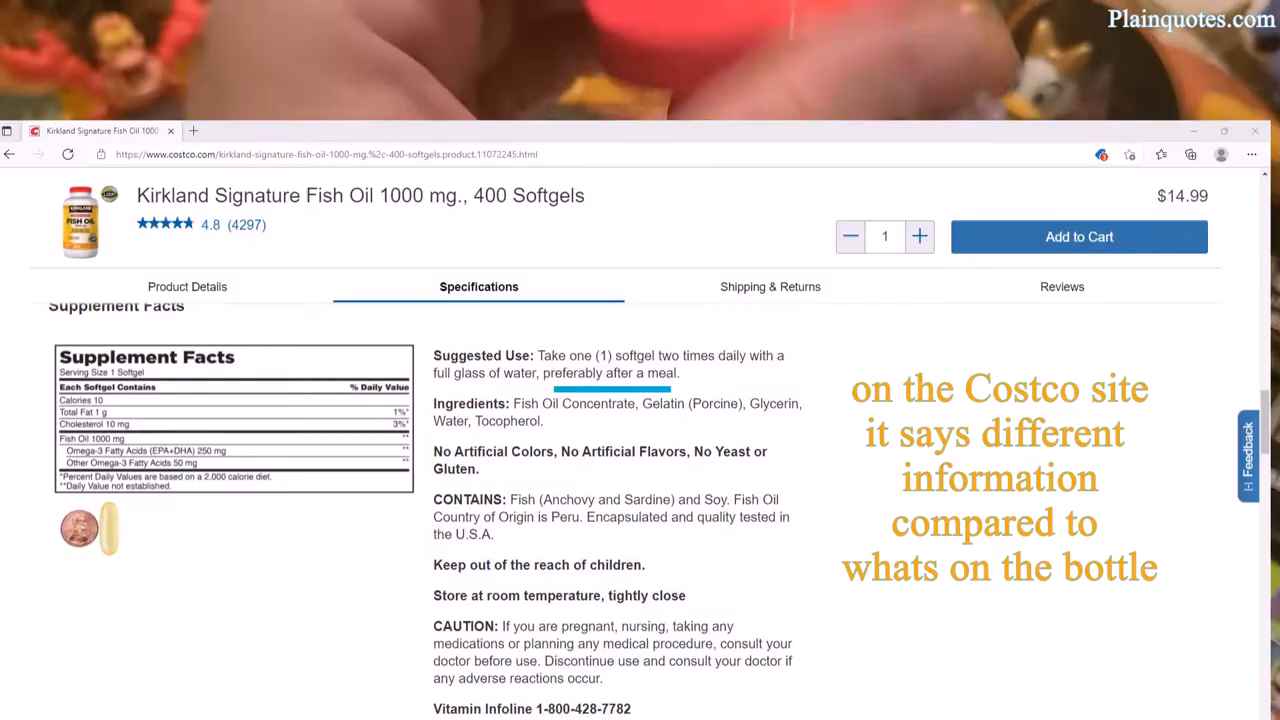 Plainquotes.com
Kirkland Signature Fish Oil 1000
https://www.costco.com/kirkland-signature-fish-oil-1000-mg.%2c-400-softgels.product.11072245.html
Kirkland Signature Fish Oil 1000 mg., 400 Softgels
$14.99
KIRKLAND
FISH OIL
4.8 (4297)
1
Add to Cart
Product Details
Specifications
Shipping & Returns
Reviews
Supplement Facts
Supplement Facts
Serving Size 1 Softgel
Each Softgel Contains % Daily Value
Calories 10
Total Fat 1 g 1%*
Cholesterol 10 mg 3%*
Fish Oil 1000 mg **
Omega-3 Fatty Acids (EPA+DHA) 250 mg **
Other Omega-3 Fatty Acids 50 mg **
*Percent Daily Values are based on a 2,000 calorie diet.
**Daily Value not established.
Suggested Use: Take one (1) softgel two times daily with a
full glass of water, preferably after a meal.
Ingredients: Fish Oil Concentrate, Gelatin (Porcine), Glycerin,
Water, Tocopherol.
No Artificial Colors, No Artificial Flavors, No Yeast or
Gluten.
CONTAINS: Fish (Anchovy and Sardine) and Soy. Fish Oil
Country of Origin is Peru. Encapsulated and quality tested in
the U.S.A.
Keep out of the reach of children.
Store at room temperature, tightly close
CAUTION: If you are pregnant, nursing, taking any
medications or planning any medical procedure, consult your
doctor before use. Discontinue use and consult your doctor if
any adverse reactions occur.
Vitamin Infoline 1-800-428-7782
on the Costco site
it says different
information
compared to
whats on the bottle
Feedback